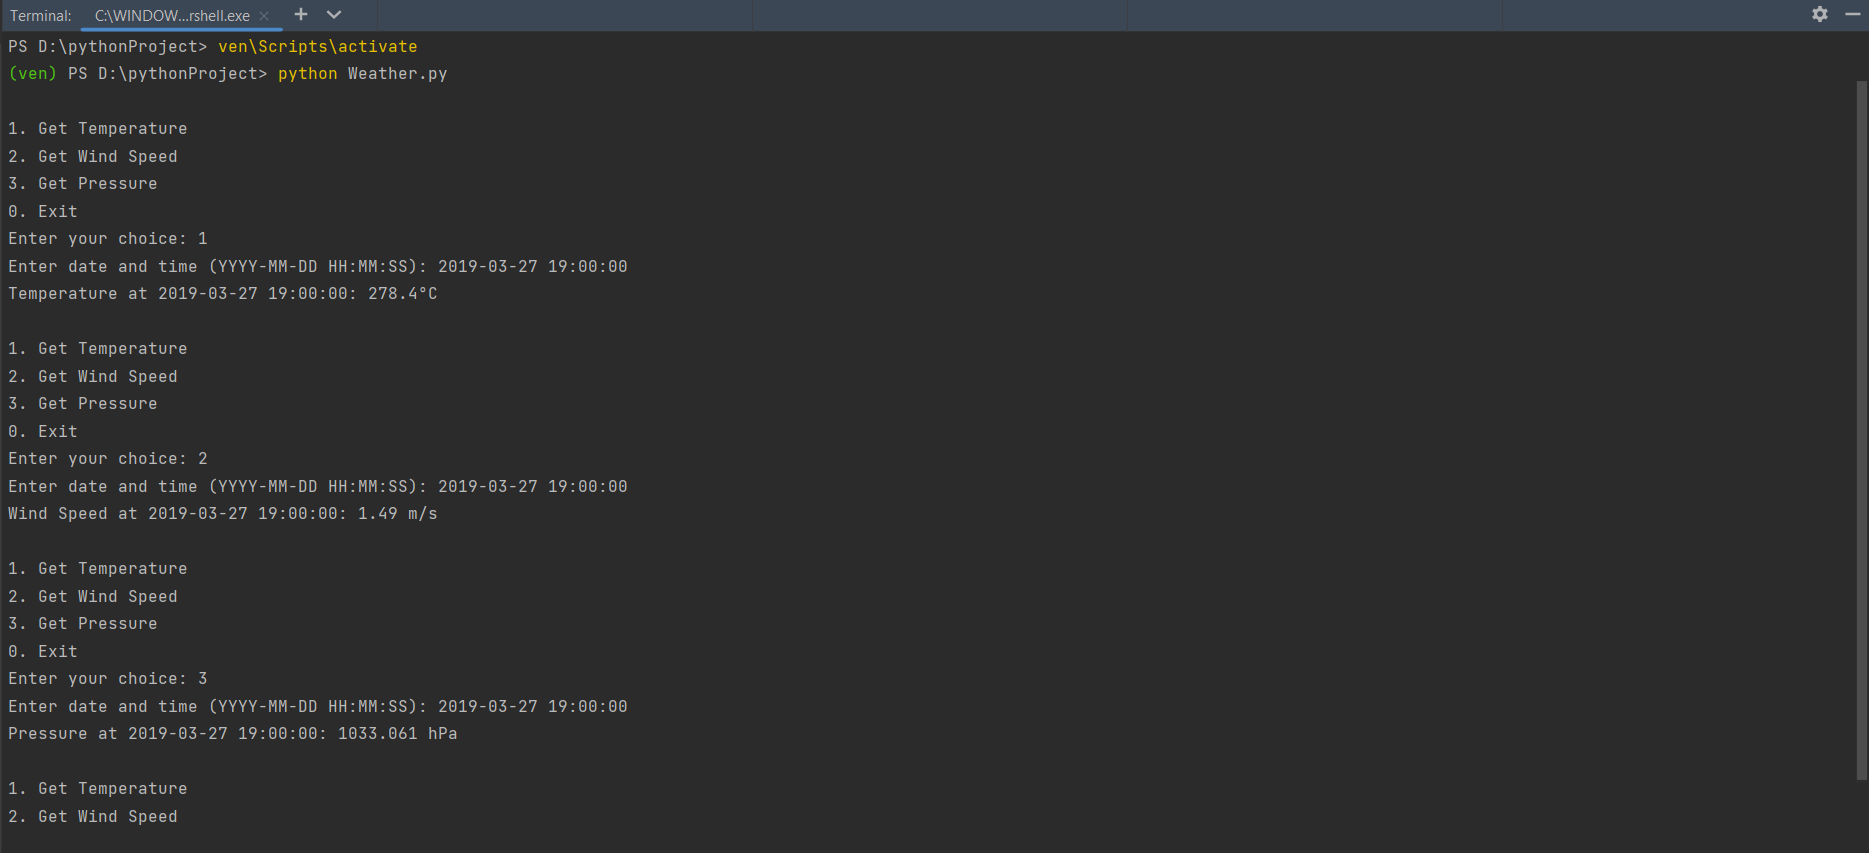 Terminal: C:\WINDOW...rshell.exe
PS D:\pythonProject> ven\Scripts\activate
(ven) PS D:\pythonProject> python Weather.py
1. Get Temperature
2. Get Wind Speed
3. Get Pressure
0. Exit
Enter your choice: 1
Enter date and time (YYYY-MM-DD HH:MM:SS): 2019-03-27 19:00:00
Temperature at 2019-03-27 19:00:00: 278.4°C
1. Get Temperature
2. Get Wind Speed
3. Get Pressure
0. Exit
Enter your choice: 2
Enter date and time (YYYY-MM-DD HH:MM:SS): 2019-03-27 19:00:00
Wind Speed at 2019-03-27 19:00:00: 1.49 m/s
1. Get Temperature
2. Get Wind Speed
3. Get Pressure
0. Exit
Enter your choice: 3
Enter date and time (YYYY-MM-DD HH:MM:SS): 2019-03-27 19:00:00
Pressure at 2019-03-27 19:00:00: 1033.061 hPa
1. Get Temperature
2. Get Wind Speed